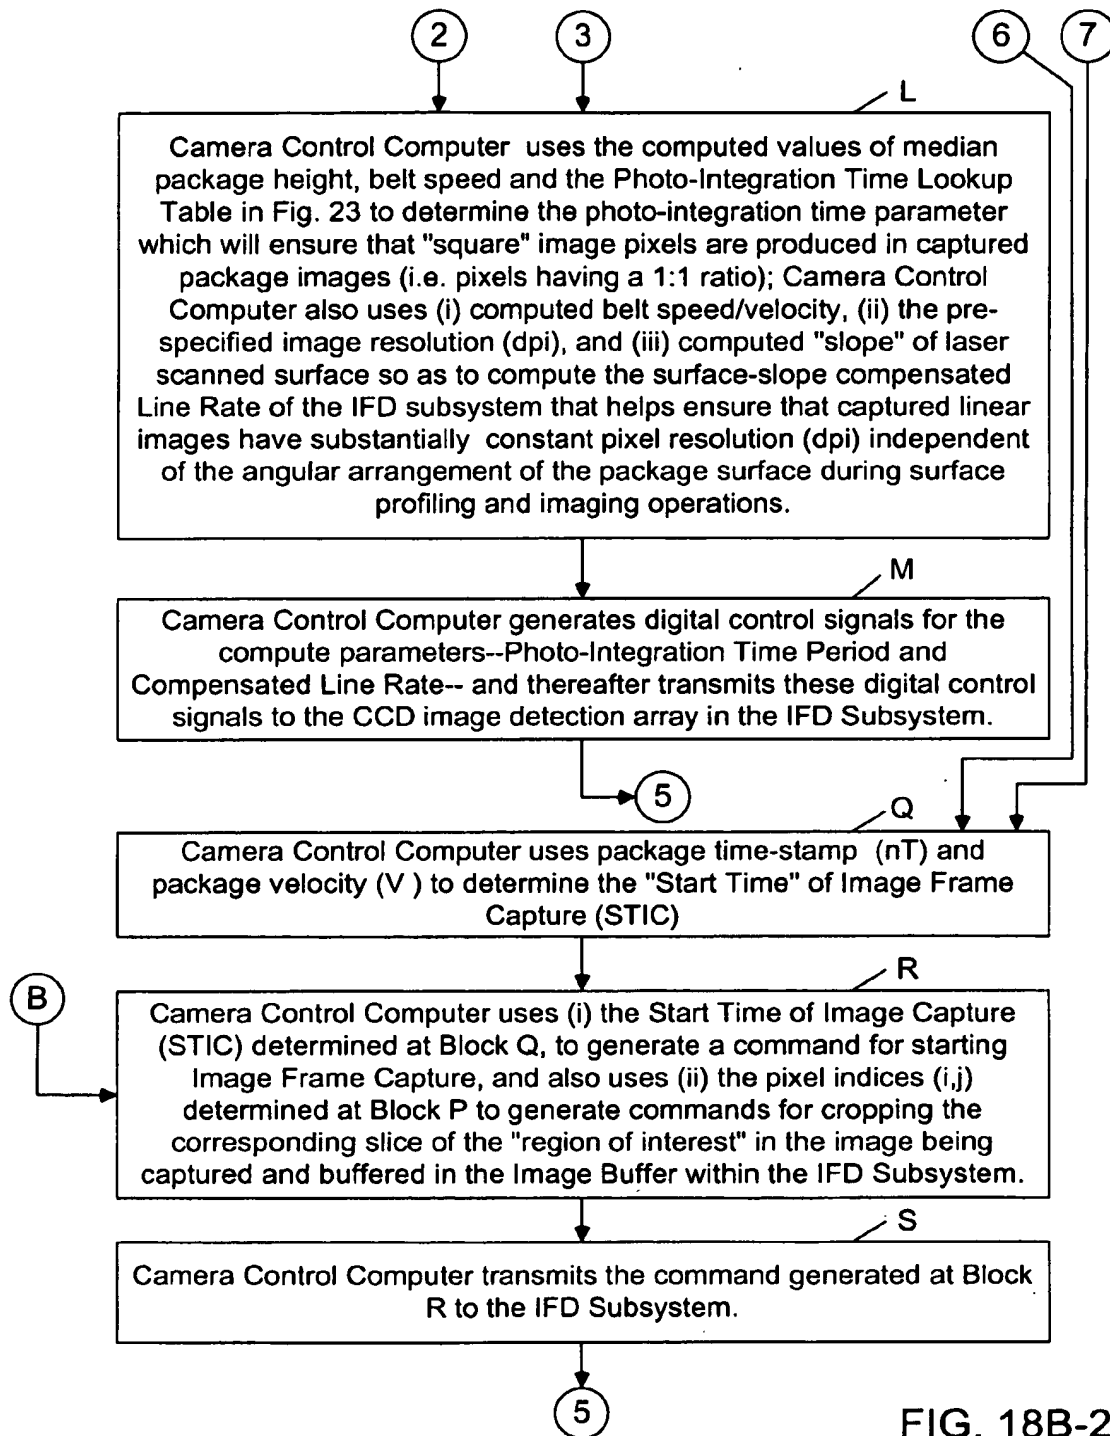 2
3
6
7
L
Camera Control Computer uses the computed values of median
package height, belt speed and the Photo-Integration Time Lookup
Table in Fig. 23 to determine the photo-integration time parameter
which will ensure that "square" image pixels are produced in captured
package images (i.e. pixels having a 1:1 ratio); Camera Control
Computer also uses (i) computed belt speed/velocity, (ii) the pre-
specified image resolution (dpi), and (iii) computed "slope" of laser
scanned surface so as to compute the surface-slope compensated
Line Rate of the IFD subsystem that helps ensure that captured linear
images have substantially constant pixel resolution (dpi) independent
of the angular arrangement of the package surface during surface
profiling and imaging operations.
M
Camera Control Computer generates digital control signals for the
compute parameters--Photo-Integration Time Period and
Compensated Line Rate-- and thereafter transmits these digital control
signals to the CCD image detection array in the IFD Subsystem.
5
Q
Camera Control Computer uses package time-stamp (nT) and
package velocity (V ) to determine the "Start Time" of Image Frame
Capture (STIC)
B
R
Camera Control Computer uses (i) the Start Time of Image Capture
(STIC) determined at Block Q, to generate a command for starting
Image Frame Capture, and also uses (ii) the pixel indices (i,j)
determined at Block P to generate commands for cropping the
corresponding slice of the "region of interest" in the image being
captured and buffered in the Image Buffer within the IFD Subsystem.
S
Camera Control Computer transmits the command generated at Block
R to the IFD Subsystem.
5
FIG. 18B-2